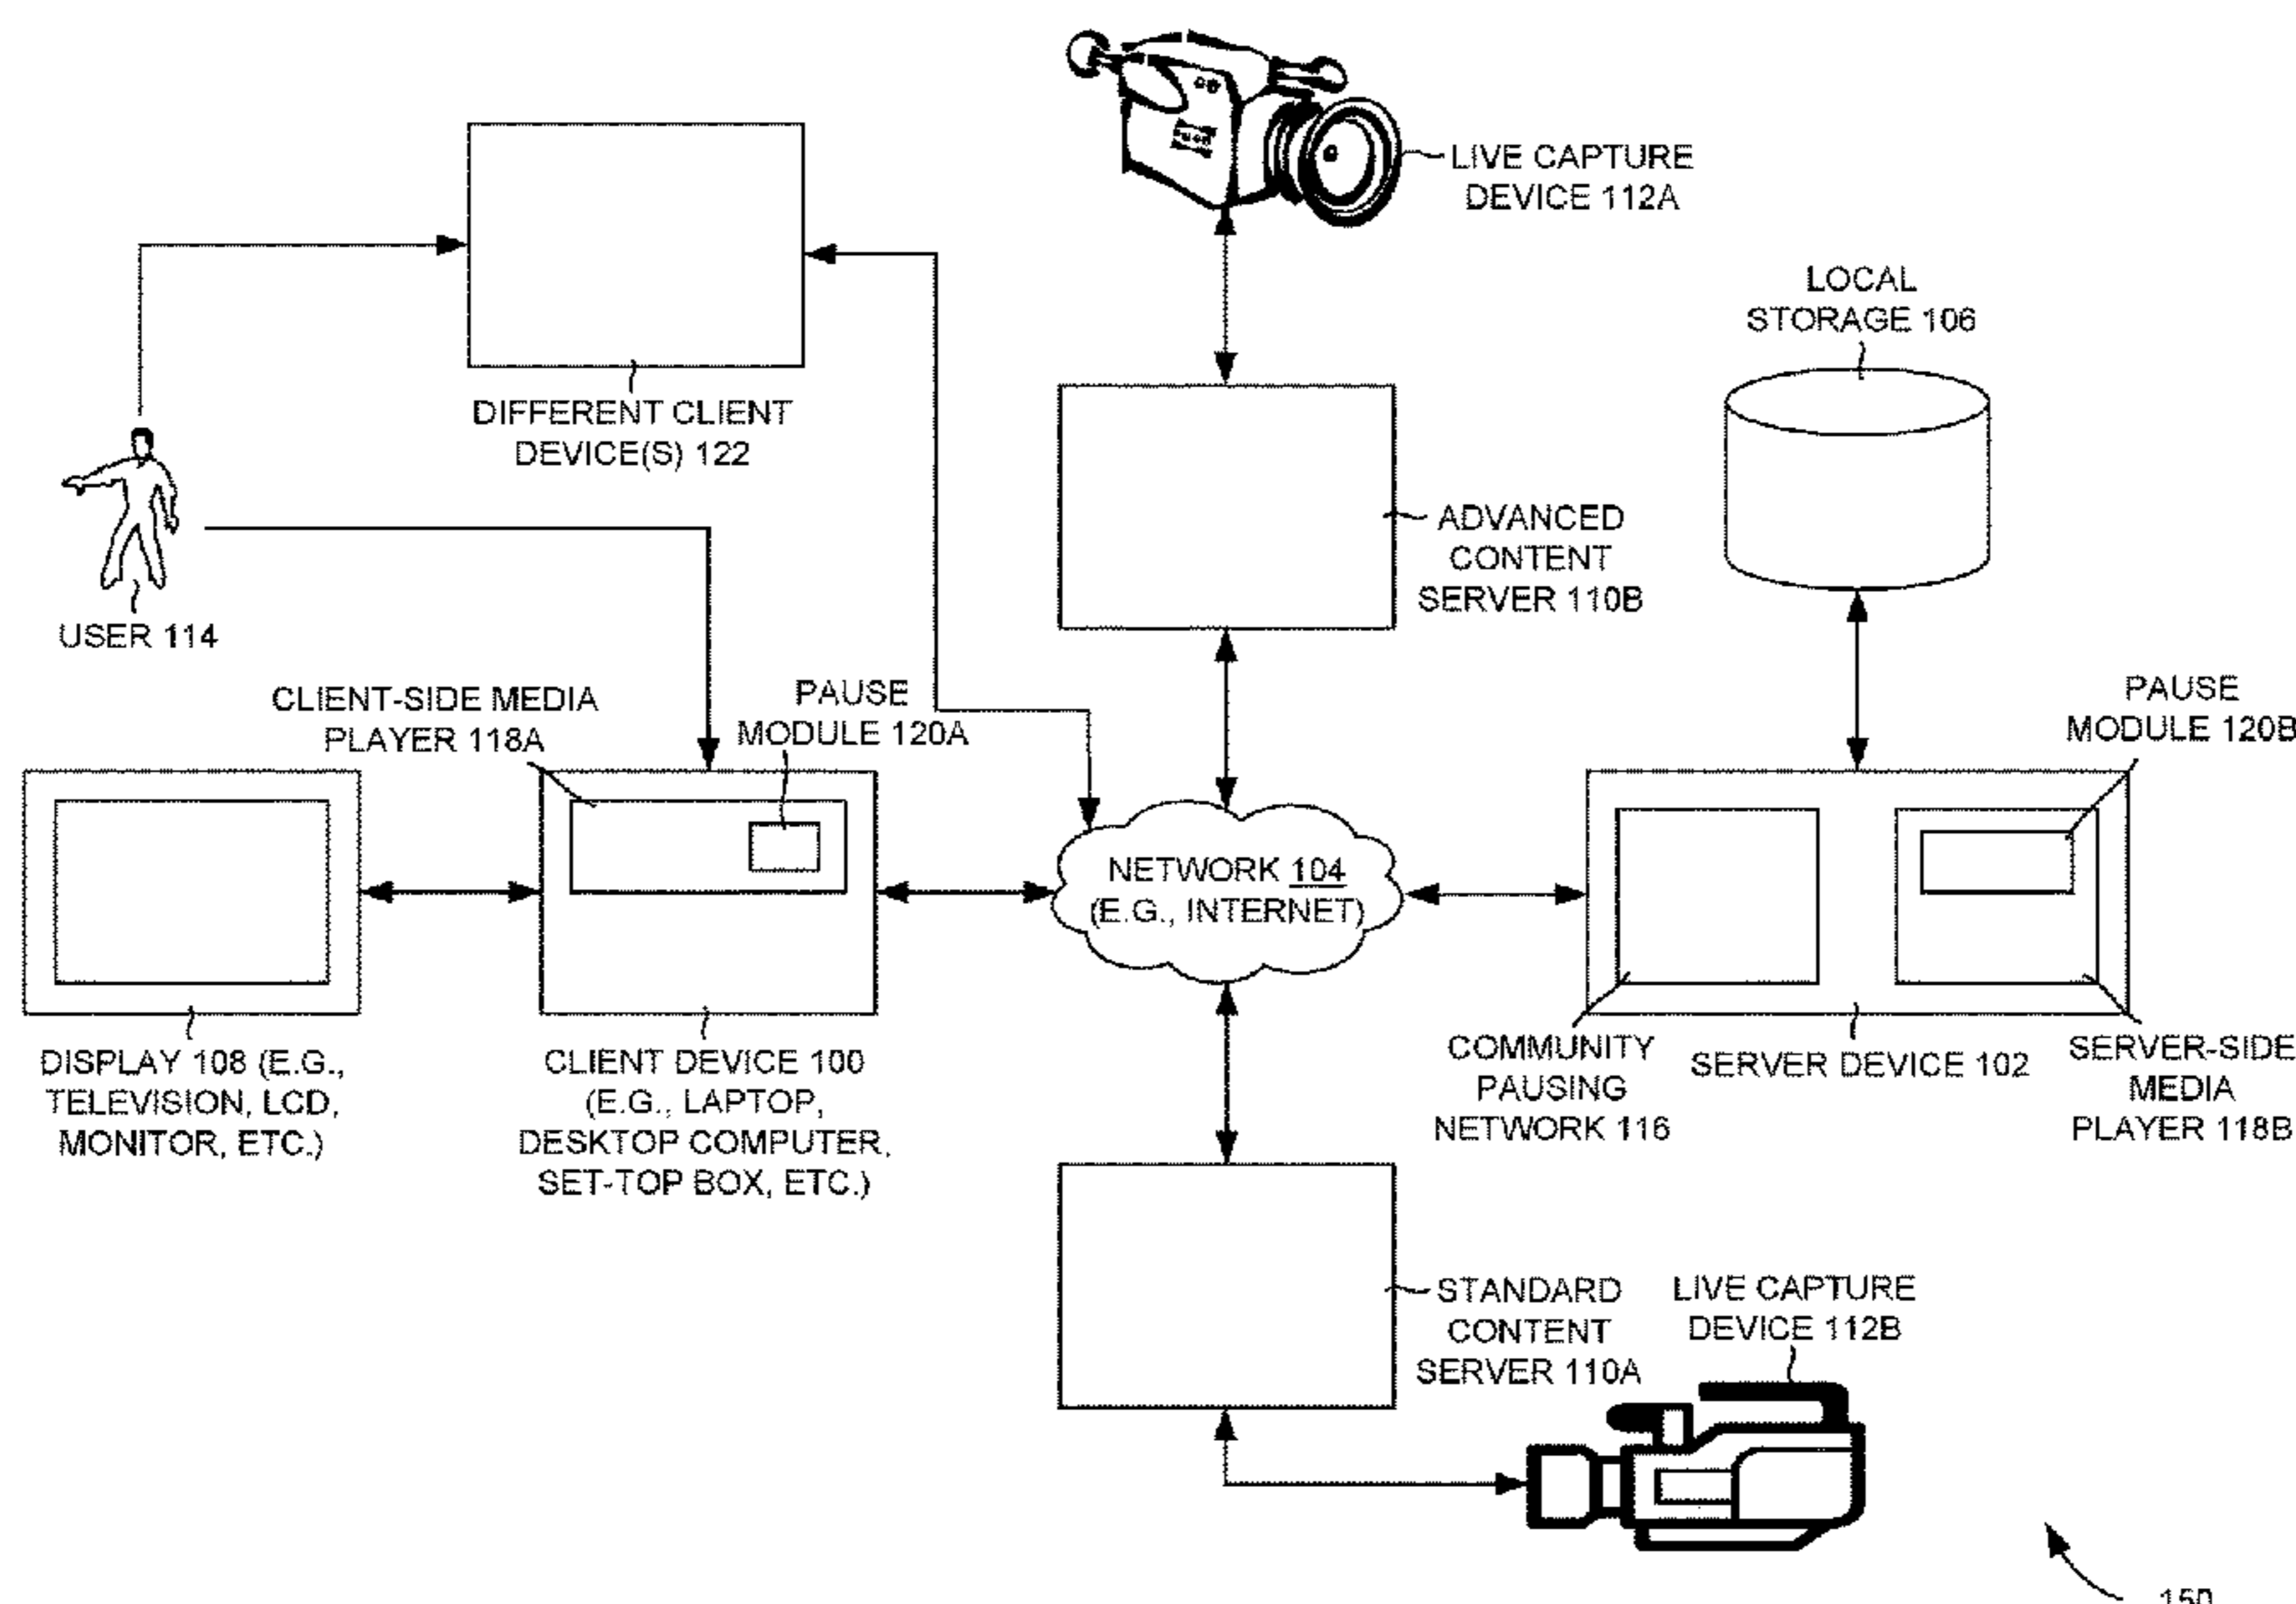 LIVE CAPTURE
DEVICE 112A
LOCAL
STORAGE 106
DIFFERENT CLIENT
DEVICE(S) 122
ADVANCED
CONTENT
SERVER 110B
USER 114
CLIENT-SIDE MEDIA
PLAYER 118A
PAUSE
MODULE 120A
PAUSE
MODULE 120B
NETWORK 104
(E.G., INTERNET)
DISPLAY 108 (E.G.,
TELEVISION, LCD,
MONITOR, ETC.)
CLIENT DEVICE 100
(E.G., LAPTOP,
DESKTOP COMPUTER,
SET-TOP BOX, ETC.)
COMMUNITY
PAUSING
NETWORK 116
SERVER DEVICE 102
SERVER-SIDE
MEDIA
PLAYER 118B
STANDARD
CONTENT
SERVER 110A
LIVE CAPTURE
DEVICE 112B
150